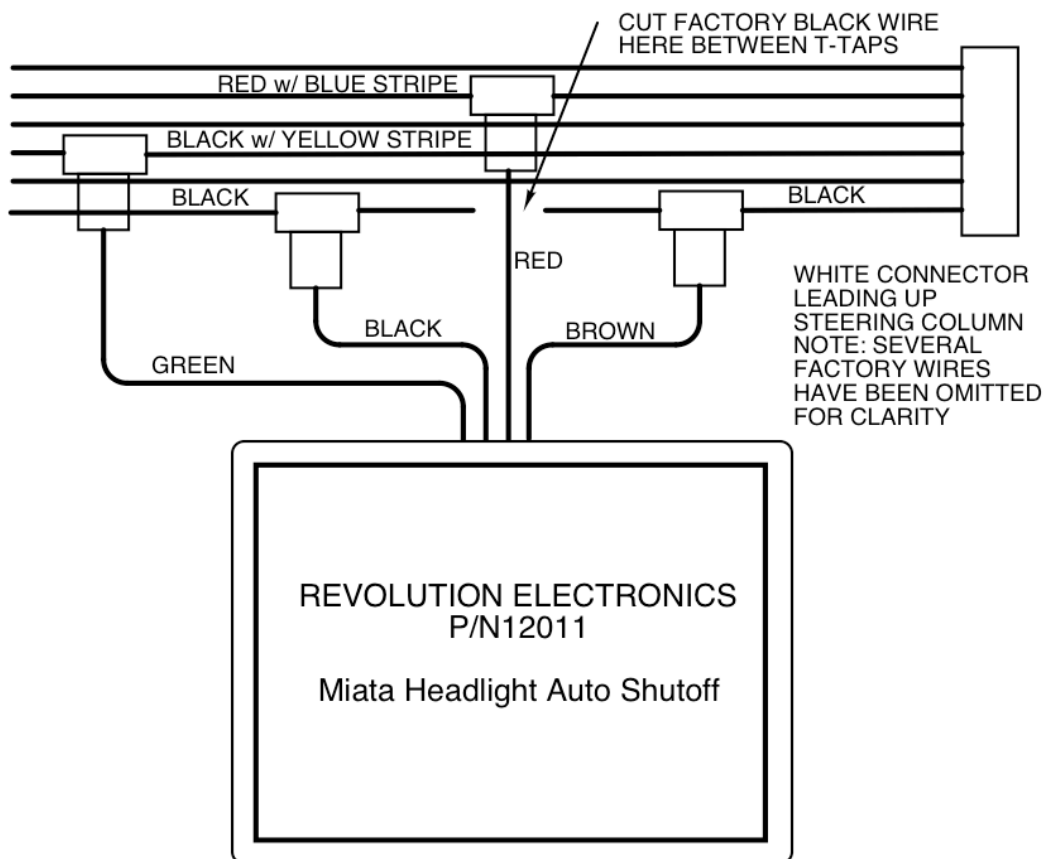 CUT FACTORY BLACK WIRE
HERE BETWEEN T-TAPS
RED w/ BLUE STRIPE
BLACK w/ YELLOW STRIPE
BLACK
BLACK
RED
BLACK
BROWN
GREEN
WHITE CONNECTOR
LEADING UP
STEERING COLUMN
NOTE: SEVERAL
FACTORY WIRES
HAVE BEEN OMITTED
FOR CLARITY
REVOLUTION ELECTRONICS
P/N12011
Miata Headlight Auto Shutoff